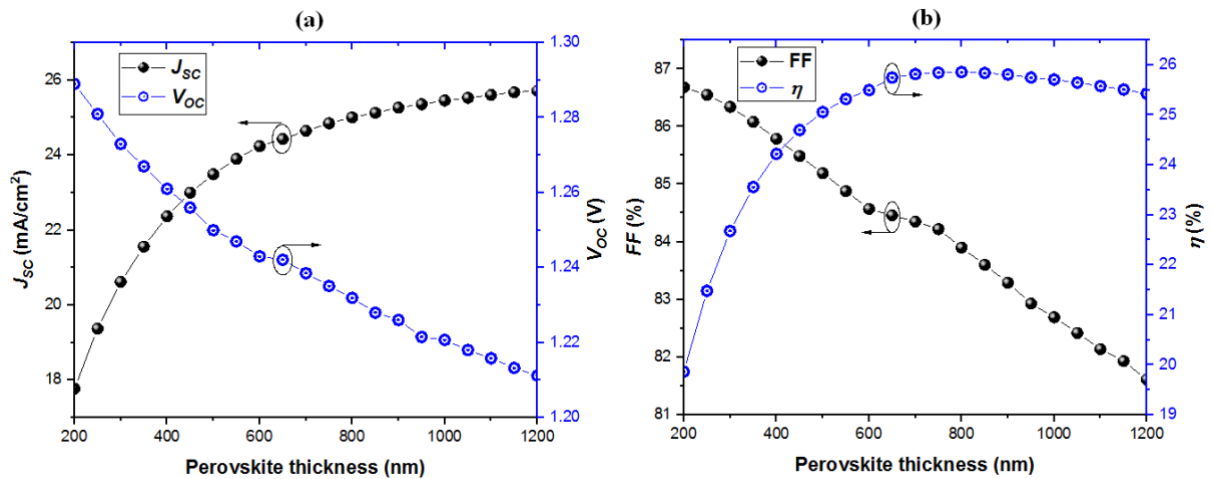 (a)
J_SC
V_OC
J_SC (mA/cm²)
26
24
22
20
18
1.30
1.28
1.26
1.24
1.22
1.20
V_OC (V)
200 400 600 800 1000 1200
Perovskite thickness (nm)
(b)
FF
η
FF (%)
87
86
85
84
83
82
81
26
25
24
23
22
21
20
19
η (%)
200 400 600 800 1000 1200
Perovskite thickness (nm)